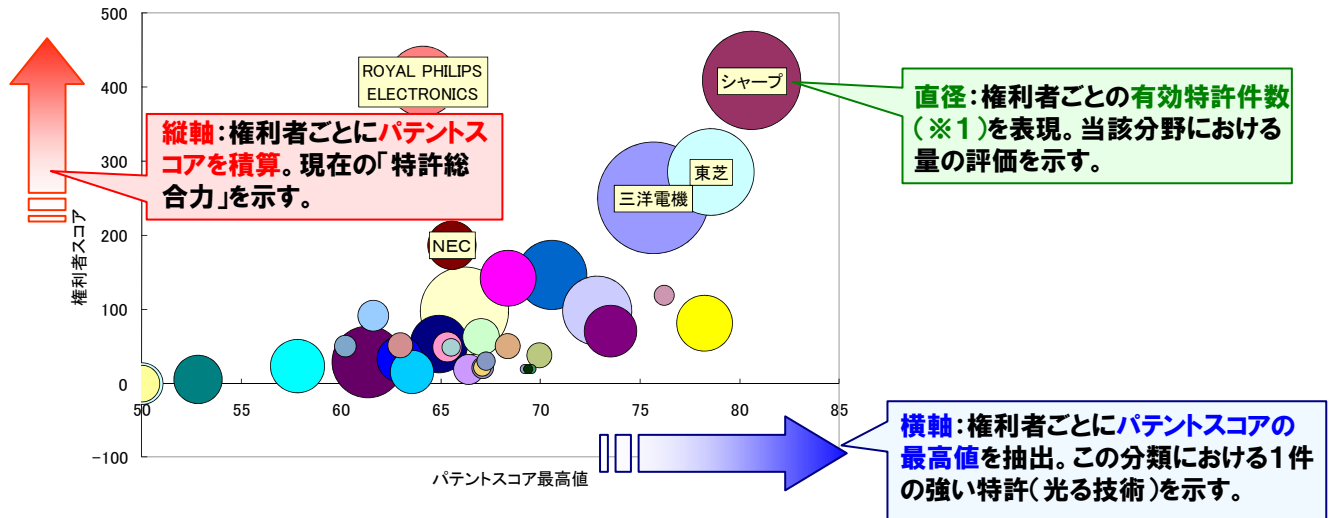 500
400
300
200
100
0
-100
50
55
60
65
70
75
80
85
権利者スコア
パテントスコア最高値
ROYAL PHILIPS
ELECTRONICS
シャープ
東芝
三洋電機
NEC
縦軸：権利者ごとにパテントス
コアを積算。現在の「特許総
合力」を示す。
直径：権利者ごとの有効特許件数
（※１）を表現。当該分野における
量の評価を示す。
横軸：権利者ごとにパテントスコアの
最高値を抽出。この分類における１件
の強い特許（光る技術）を示す。